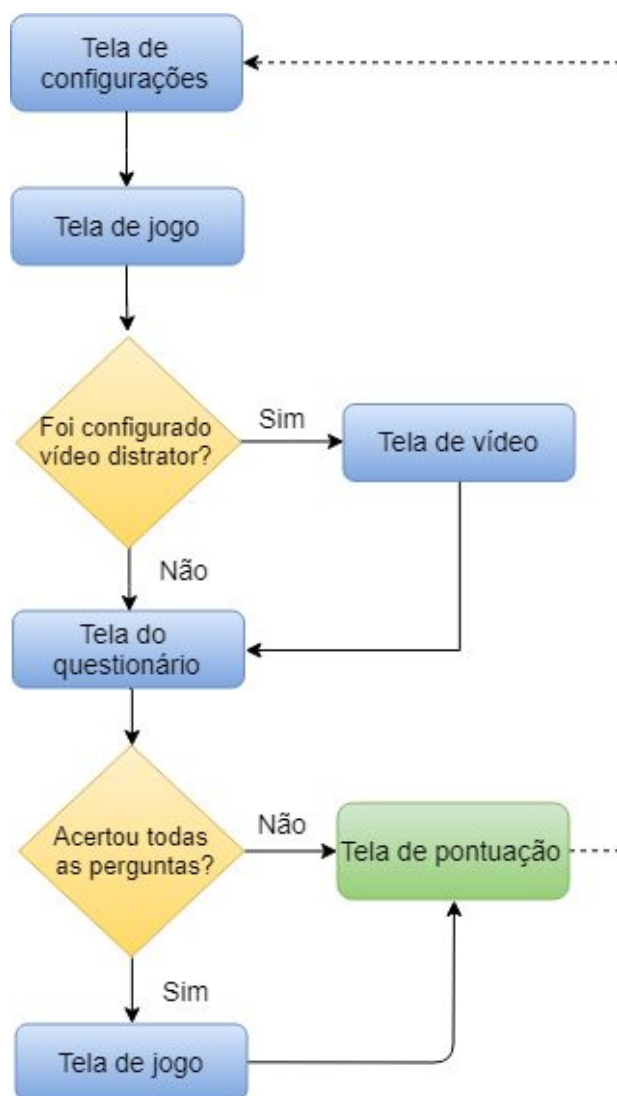 Tela de
configurações
Tela de jogo
Foi configurado
vídeo distrator?
Sim
Tela de vídeo
Não
Tela do
questionário
Acertou todas
as perguntas?
Não
Tela de pontuação
Sim
Tela de jogo